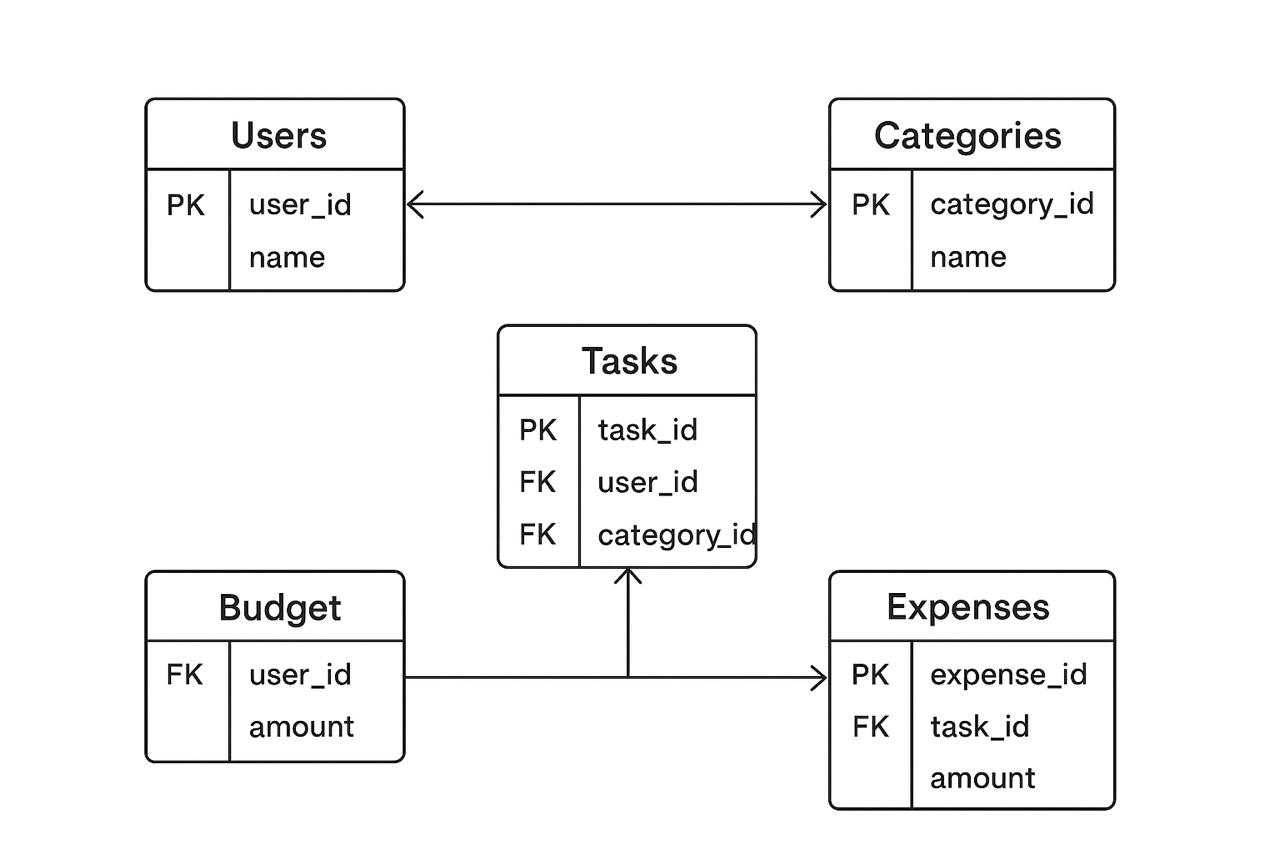 Users
PK user_id
name
Categories
PK category_id
name
Tasks
PK task_id
FK user_id
FK category_id
Budget
FK user_id
amount
Expenses
PK expense_id
FK task_id
amount